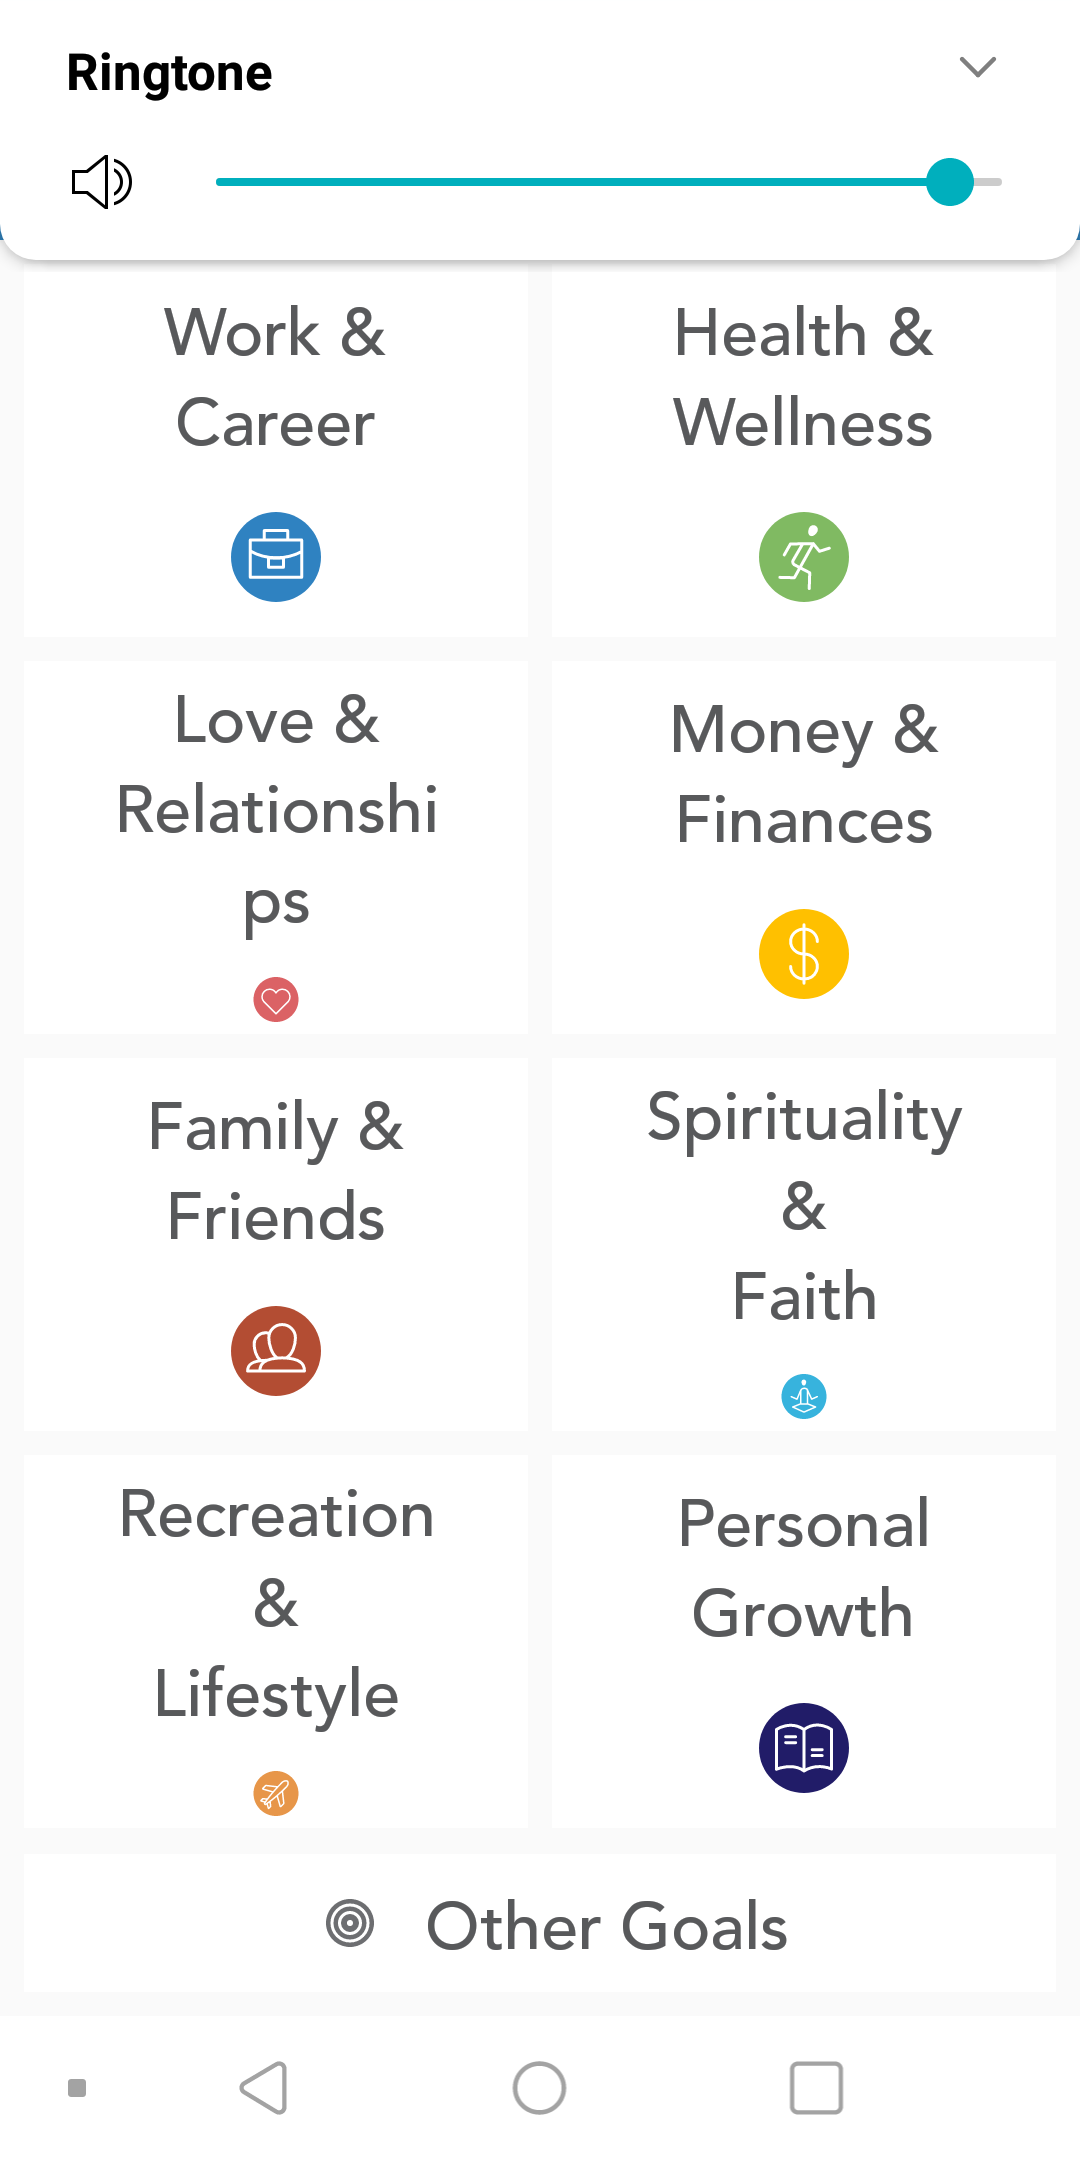 Ringtone
Work &
Career
Health &
Wellness
Love &
Relationshi
ps
Money &
Finances
Family &
Friends
Spirituality
&
Faith
Recreation
&
Lifestyle
Personal
Growth
Other Goals